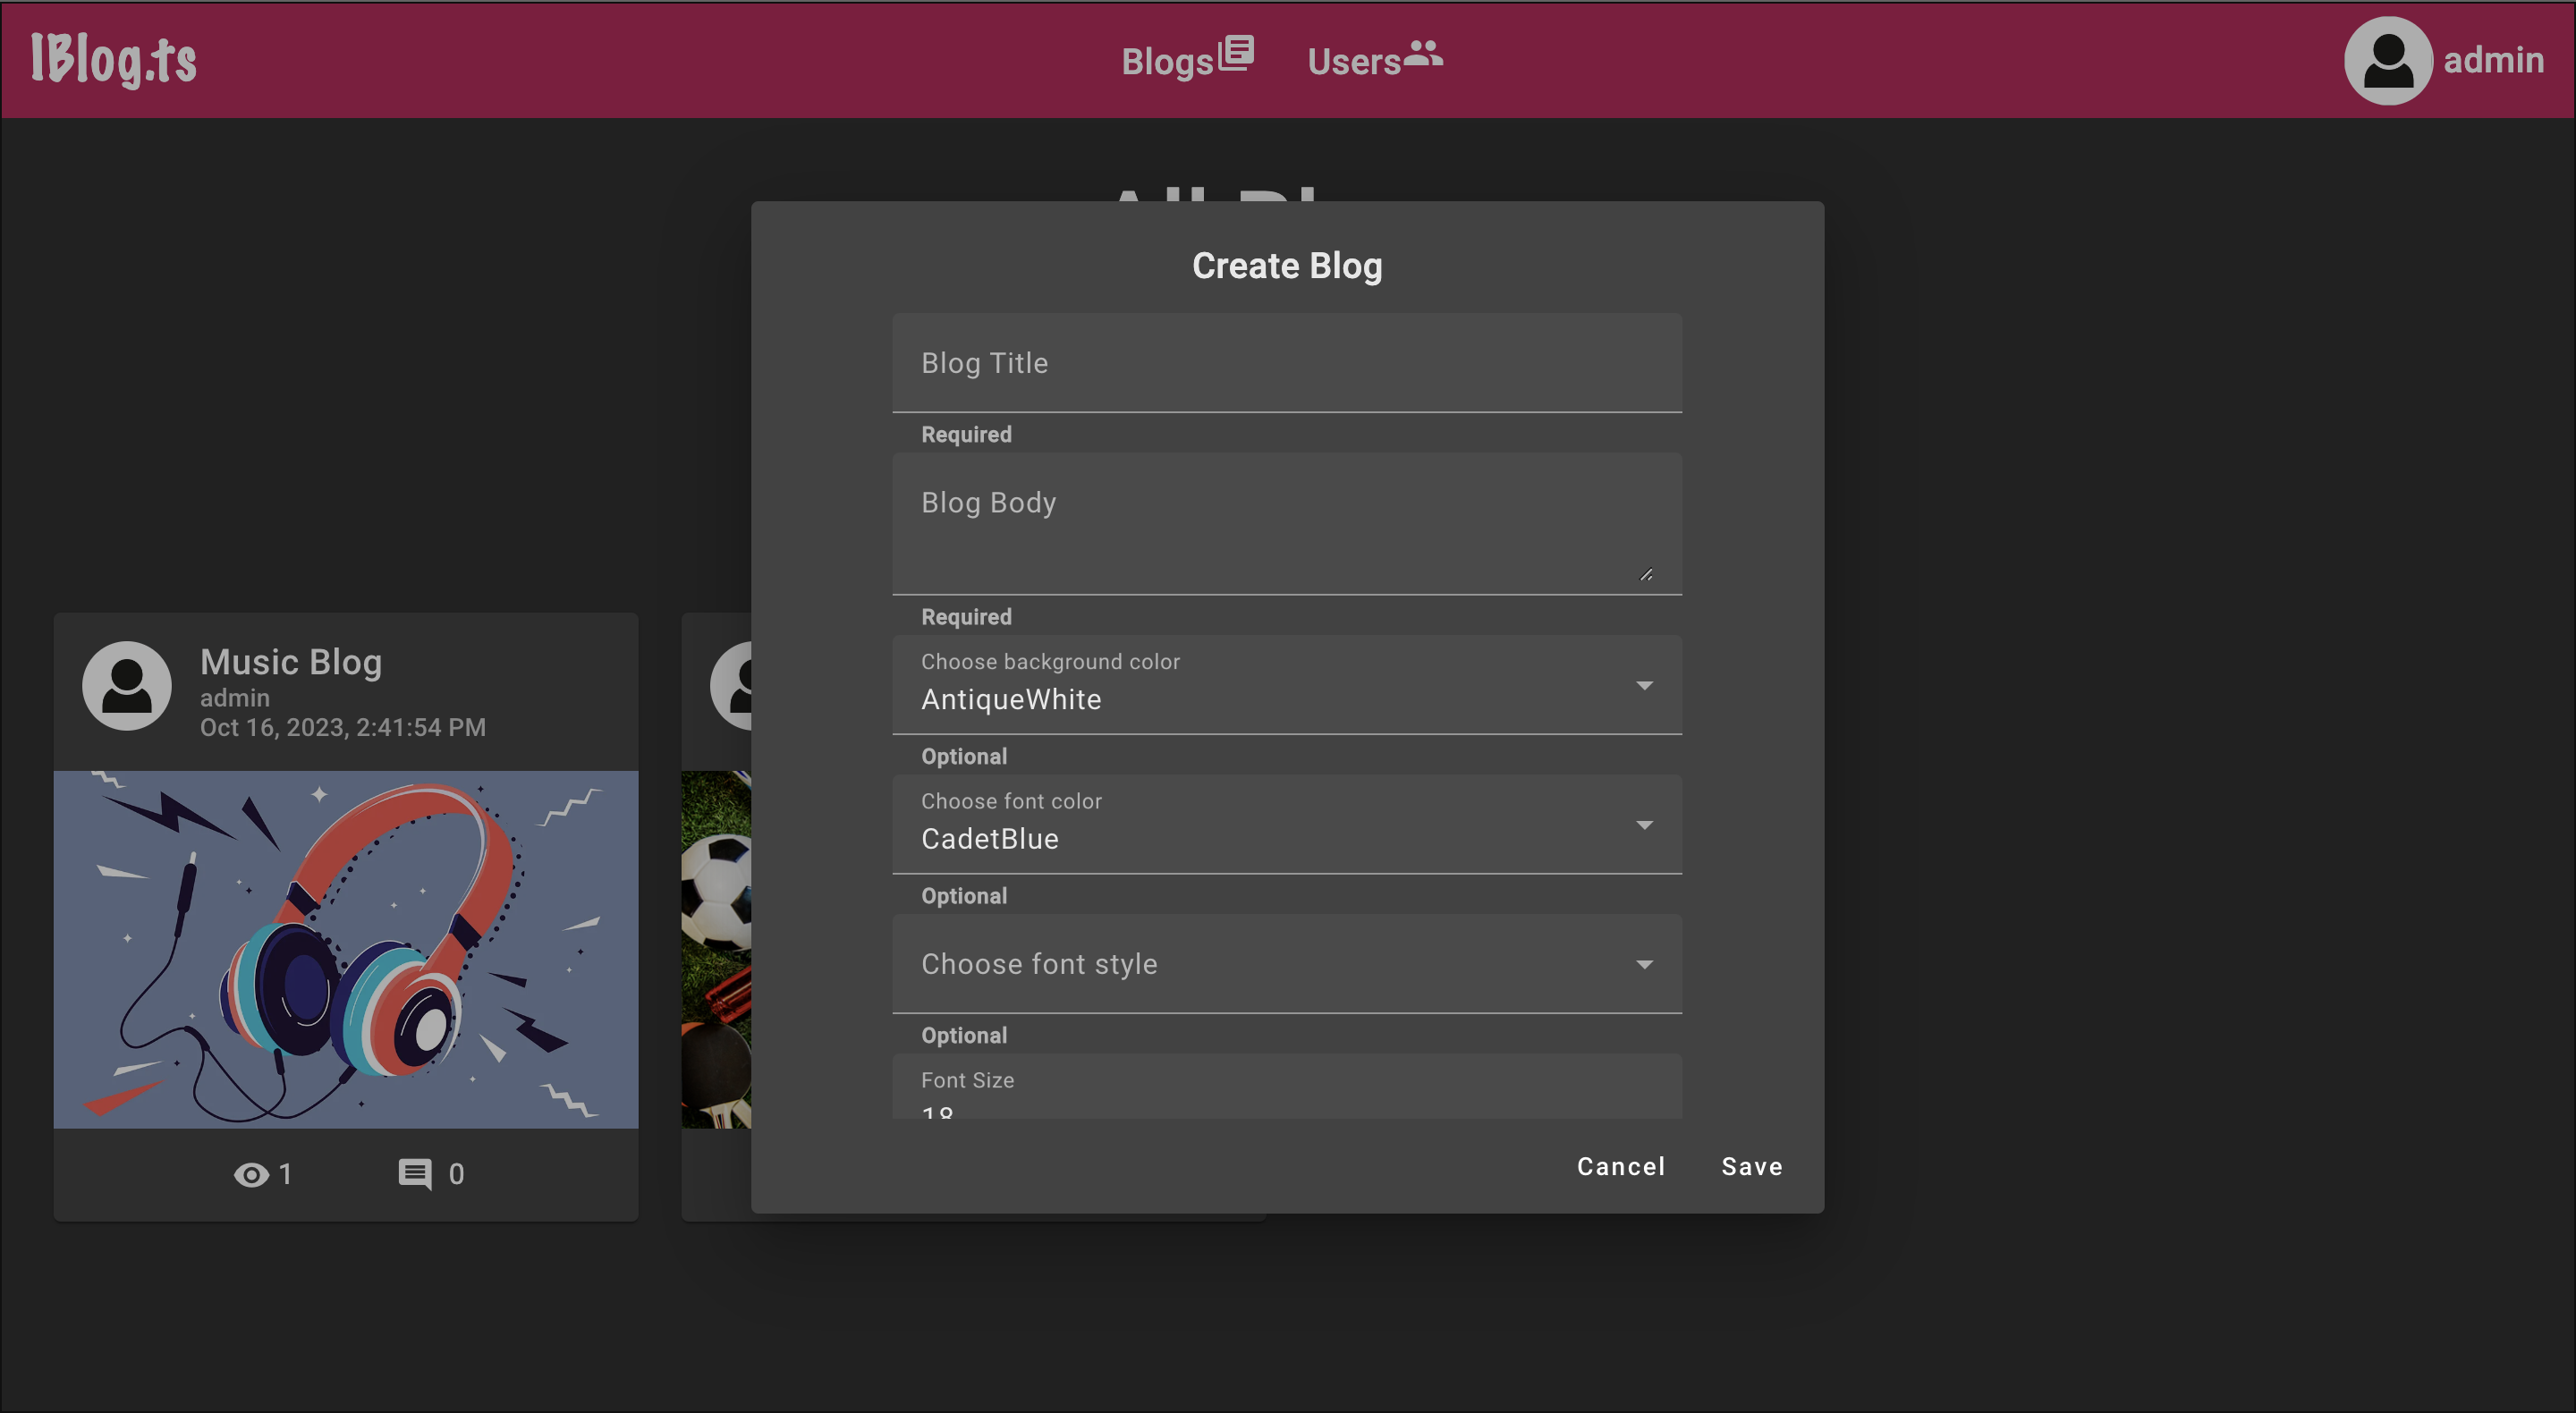 IBlog.ts
Blogs
Users
admin
Create Blog
Blog Title
Required
Blog Body
Required
Choose background color
AntiqueWhite
Optional
Choose font color
CadetBlue
Optional
Choose font style
Optional
Font Size
18
Cancel
Save
Music Blog
admin
Oct 16, 2023, 2:41:54 PM
1
0